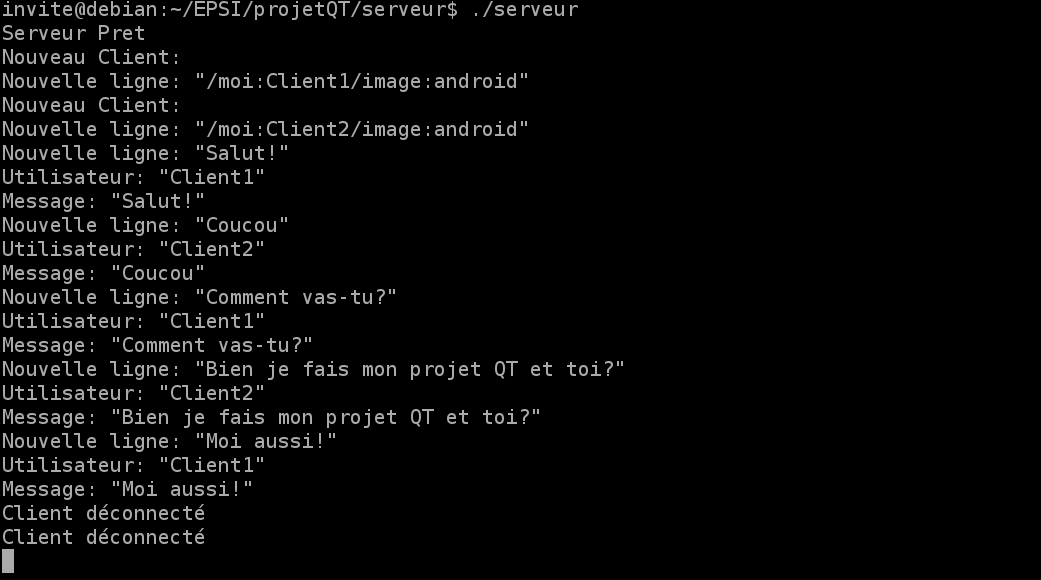 invite@debian:~/EPSI/projetQT/serveur$ ./serveur
Serveur Pret
Nouveau Client:
Nouvelle ligne: "/moi:Client1/image:android"
Nouveau Client:
Nouvelle ligne: "/moi:Client2/image:android"
Nouvelle ligne: "Salut!"
Utilisateur: "Client1"
Message: "Salut!"
Nouvelle ligne: "Coucou"
Utilisateur: "Client2"
Message: "Coucou"
Nouvelle ligne: "Comment vas-tu?"
Utilisateur: "Client1"
Message: "Comment vas-tu?"
Nouvelle ligne: "Bien je fais mon projet QT et toi?"
Utilisateur: "Client2"
Message: "Bien je fais mon projet QT et toi?"
Nouvelle ligne: "Moi aussi!"
Utilisateur: "Client1"
Message: "Moi aussi!"
Client déconnecté
Client déconnecté